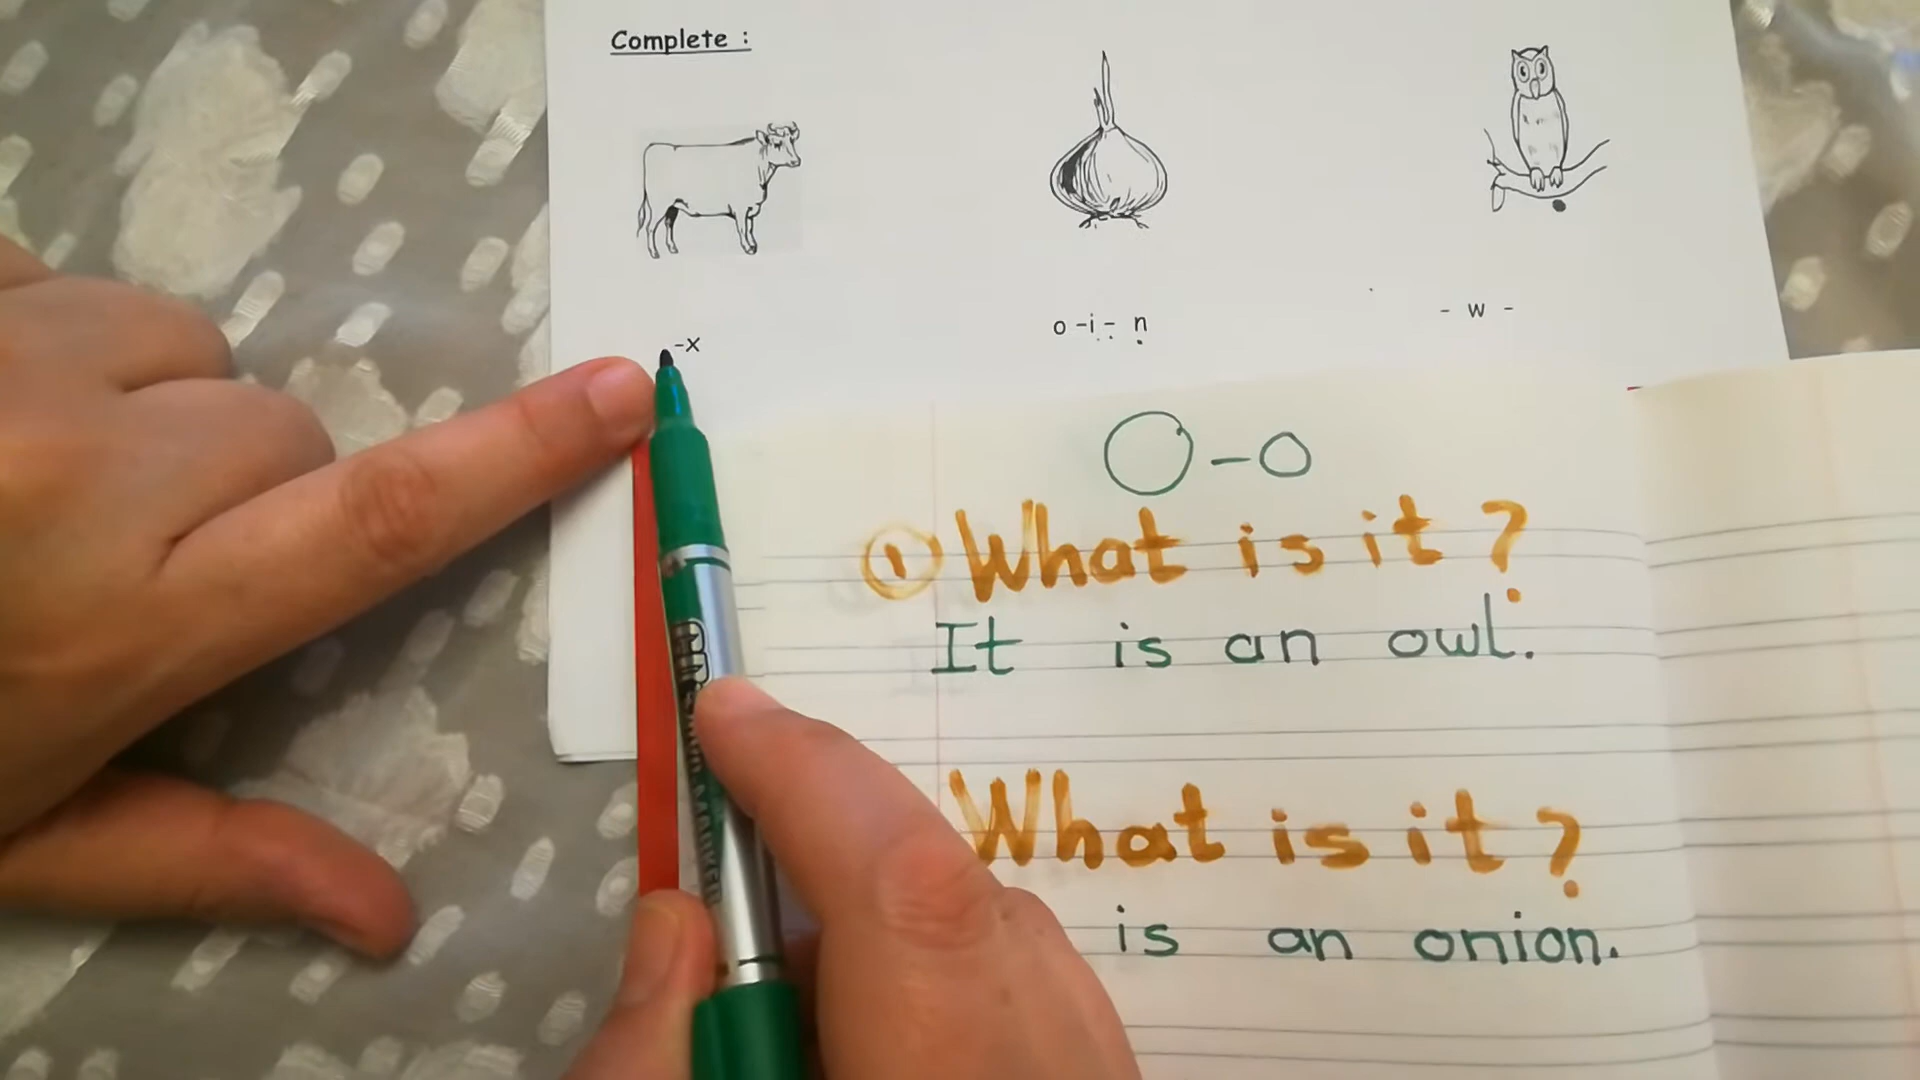 Complete :
-x
o -i- n
- w -
O-o
① What is it?
It is an owl.
What is it?
is an onion.